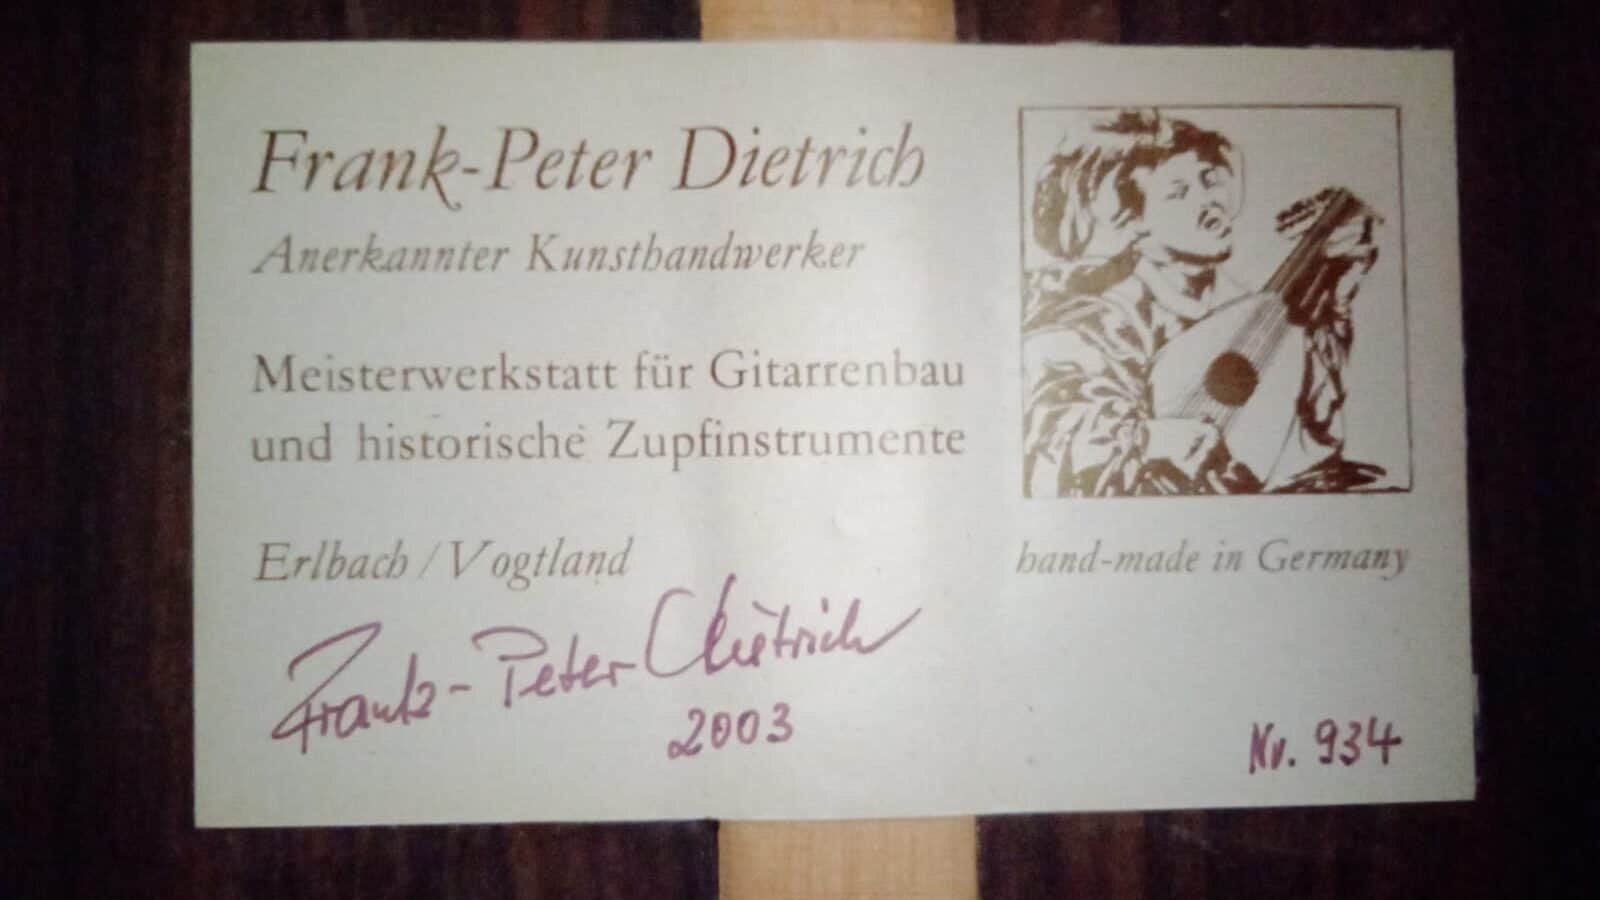 Frank-Peter Dietrich
Anerkannter Kunsthandwerker
Meisterwerkstatt für Gitarrenbau
und historische Zupfinstrumente
Erlbach / Vogtland
hand-made in Germany
Frank-Peter Dietrich
2003
Nr. 934